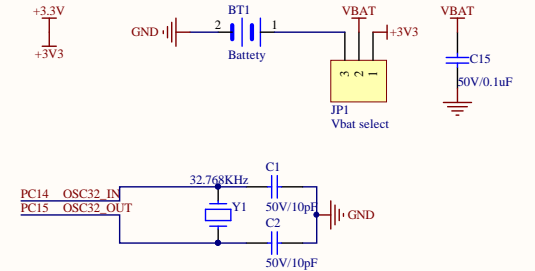 +3.3V
+3V3
BT1
GND
2
1
Battety
VBAT
+3V3
3
2
1
JP1
Vbat select
VBAT
C15
50V/0.1uF
32.768KHz
C1
PC14 OSC32_IN
PC15 OSC32_OUT
Y1
50V/10pF
GND
C2
50V/10pF